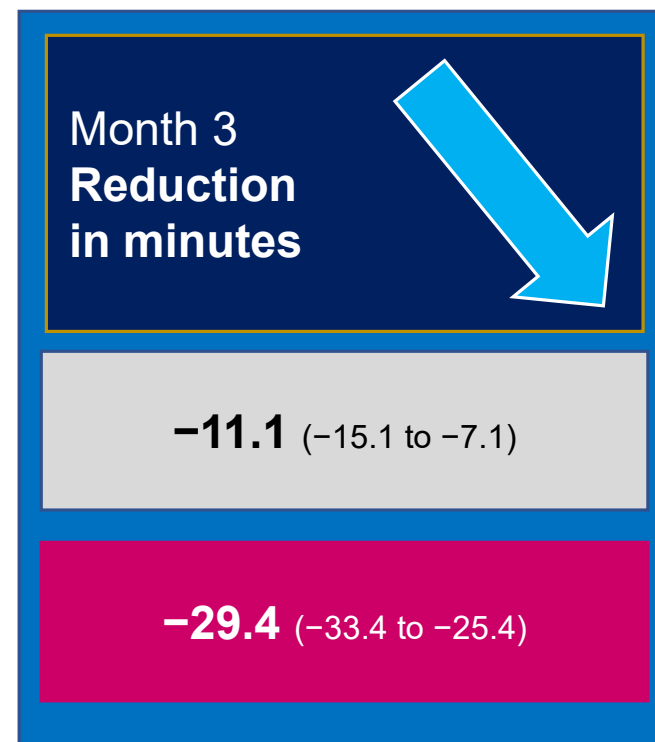 Month 3
Reduction
in minutes
−11.1 (−15.1 to −7.1)
−29.4 (−33.4 to −25.4)